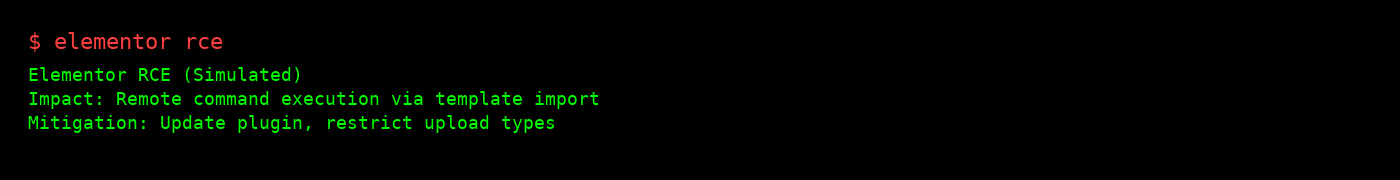 $ elementor rce
Elementor RCE (Simulated)
Impact: Remote command execution via template import
Mitigation: Update plugin, restrict upload types